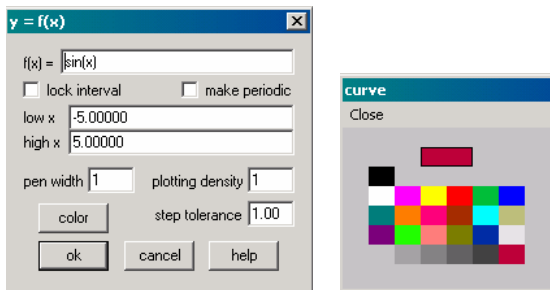 y = f(x)
f(x) = sin(x)
lock interval make periodic
low x -5.00000
high x 5.00000
pen width 1 plotting density 1
color step tolerance 1.00
ok cancel help
curve
Close